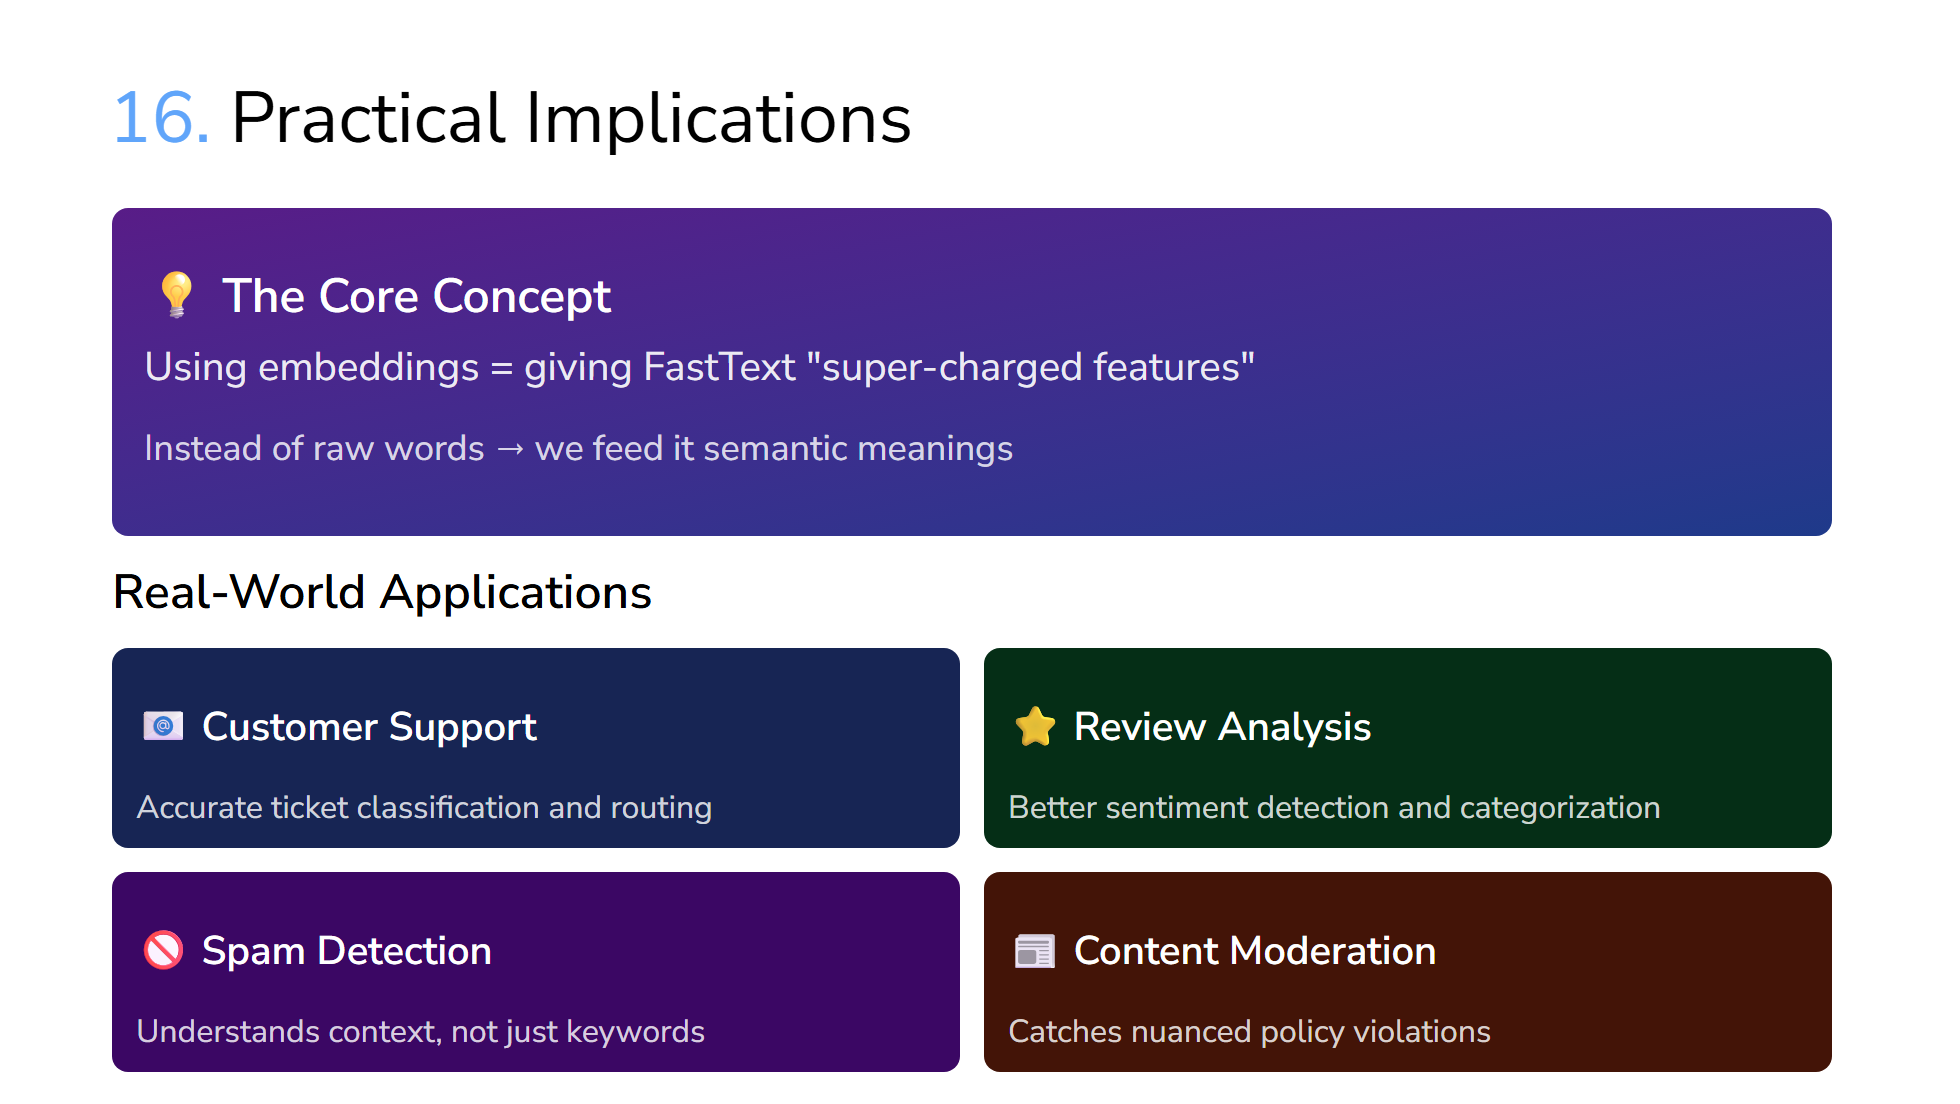 16. Practical Implications
💡 The Core Concept
Using embeddings = giving FastText "super-charged features"
Instead of raw words → we feed it semantic meanings
Real-World Applications
📧 Customer Support
Accurate ticket classification and routing
⭐ Review Analysis
Better sentiment detection and categorization
🚫 Spam Detection
Understands context, not just keywords
📰 Content Moderation
Catches nuanced policy violations